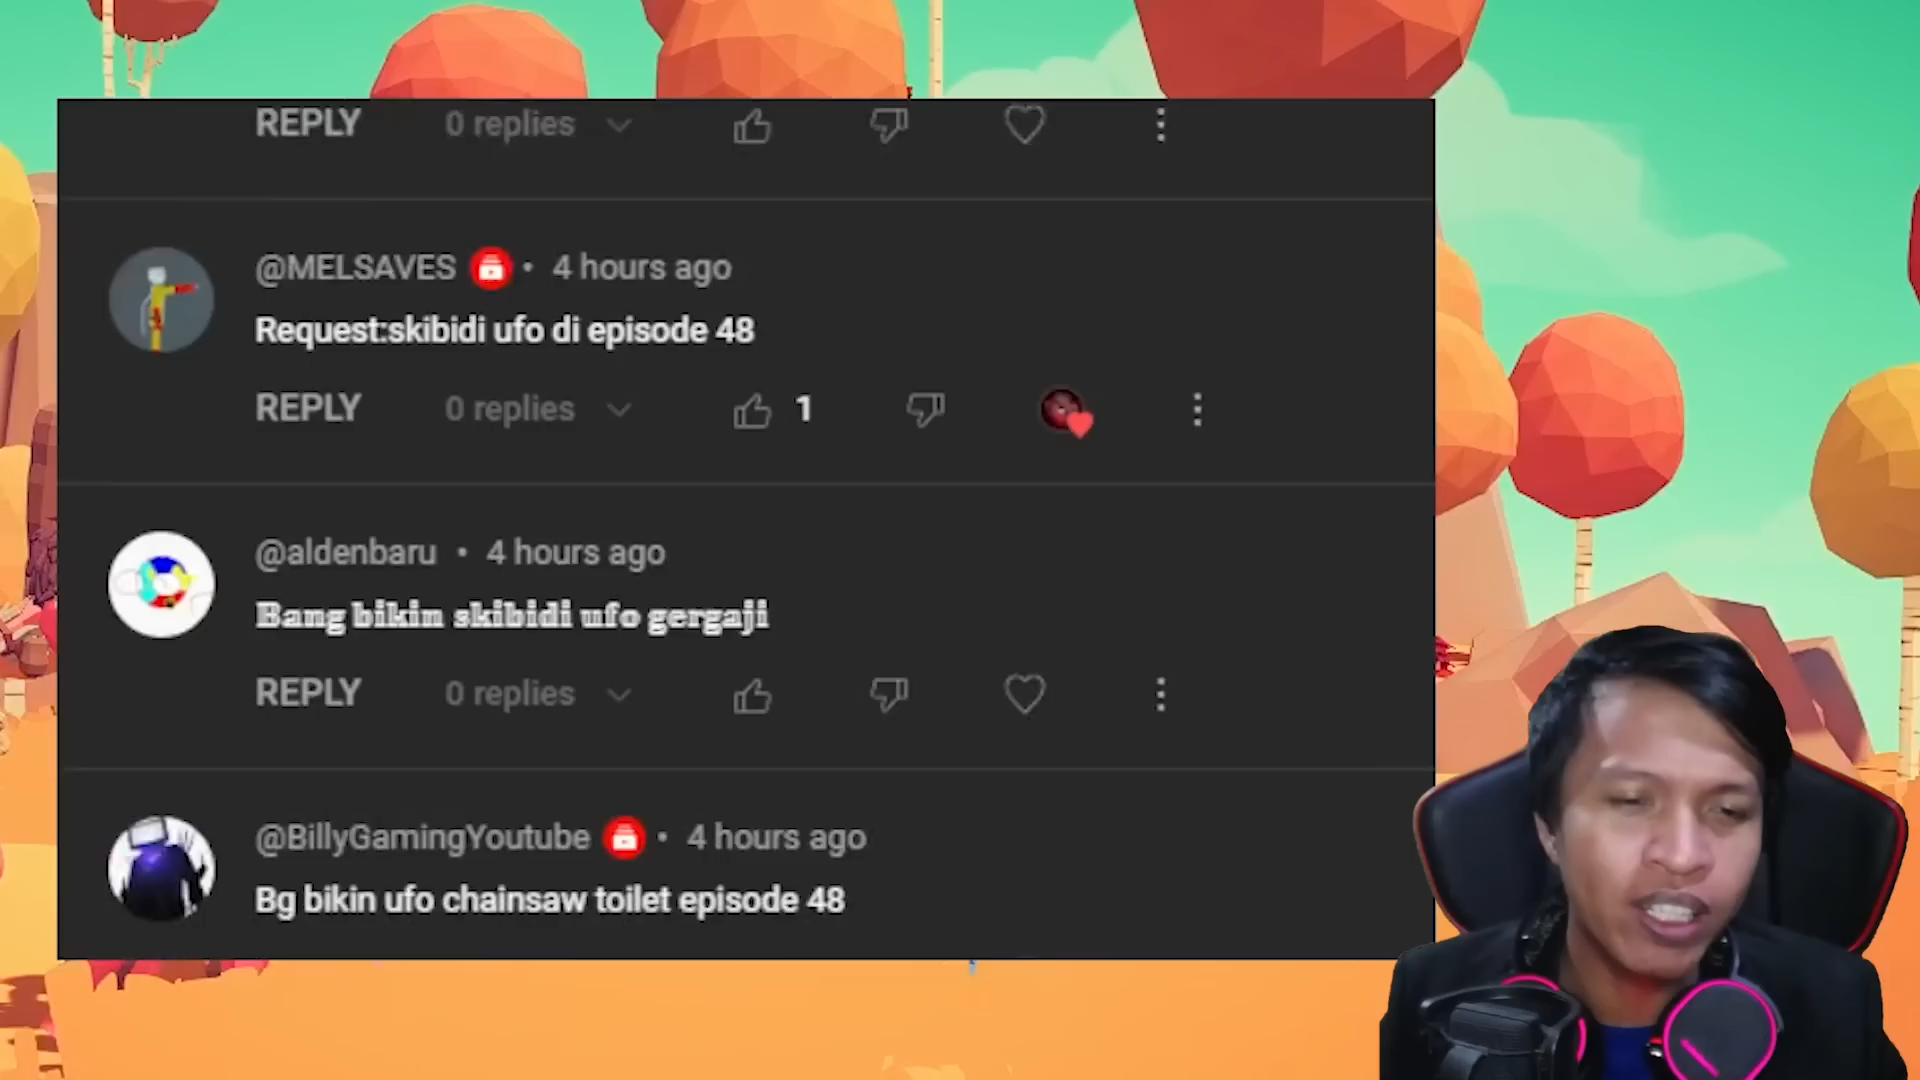 REPLY 0 replies
@MELSAVES • 4 hours ago
Request:skibidi ufo di episode 48
REPLY 0 replies 1
@aldenbaru • 4 hours ago
Bang bikin skibidi ufo gergaji
REPLY 0 replies
@BillyGamingYoutube • 4 hours ago
Bg bikin ufo chainsaw toilet episode 48